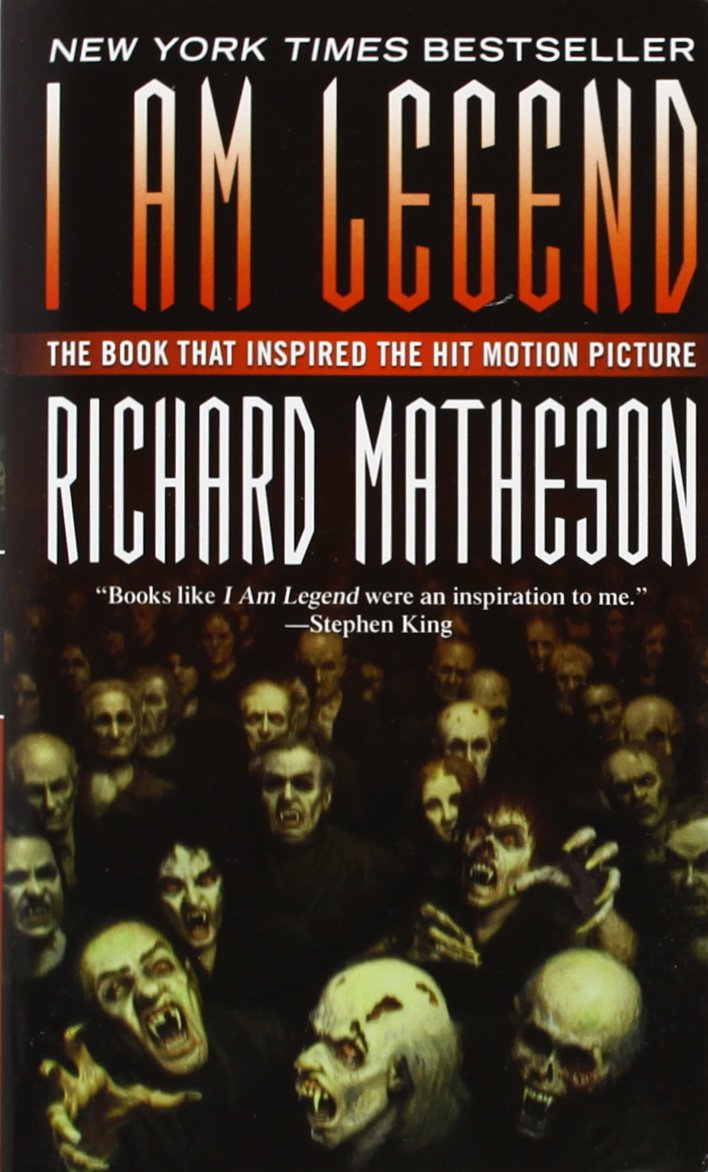 NEW YORK TIMES BESTSELLER
I AM LEGEND
THE BOOK THAT INSPIRED THE HIT MOTION PICTURE
RICHARD MATHESON
“Books like I Am Legend were an inspiration to me.”
—Stephen King